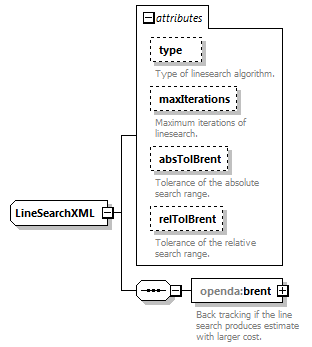 attributes
type
Type of linesearch algorithm.
maxIterations
Maximum iterations of
linesearch.
absTolBrent
Tolerance of the absolute
search range.
LineSearchXML
relTolBrent
Tolerance of the relative
search range.
openda:brent
Back tracking if the line
search produces estimate
with larger cost.